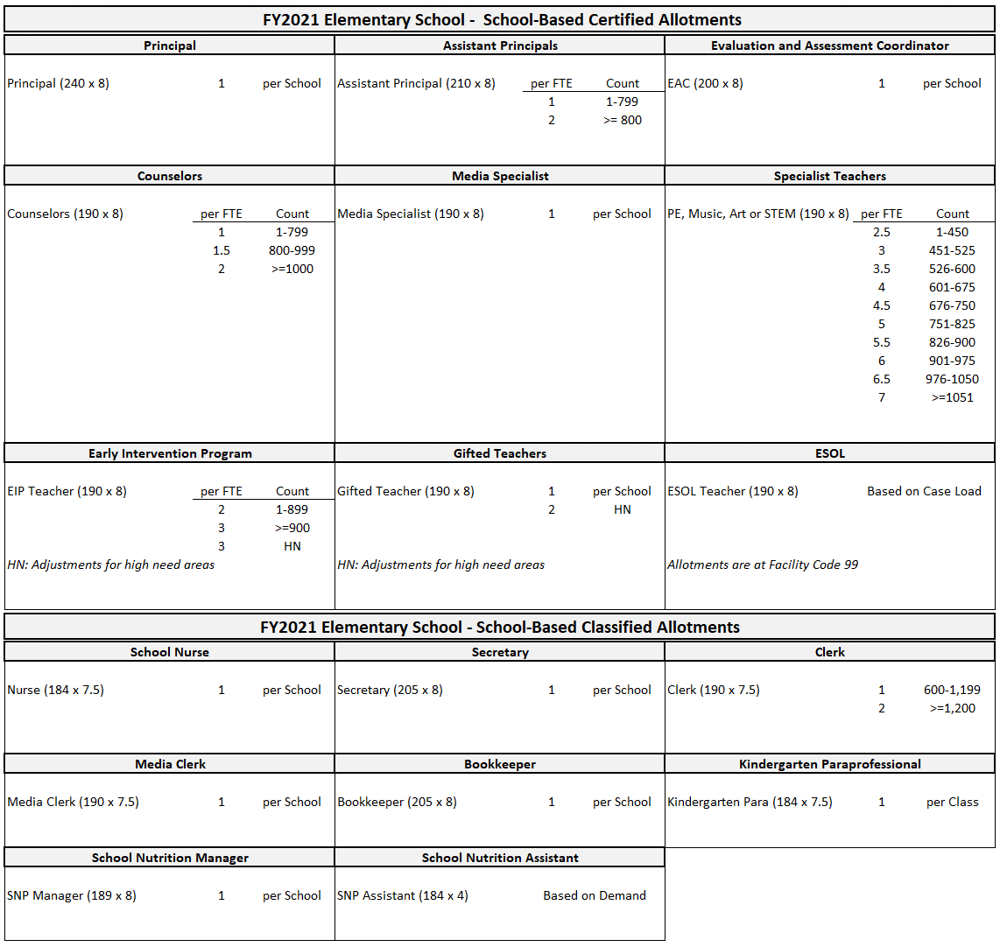 FY2021 Elementary School -  School-Based Certified Allotments
Principal Assistant Principals Evaluation and Assessment Coordinator
Principal (240 x 8) 1 per School Assistant Principal (210 x 8) per FTE Count EAC (200 x 8) 1 per School
1 1-799
2 >= 800
Counselors Media Specialist Specialist Teachers
Counselors (190 x 8) per FTE Count Media Specialist (190 x 8) 1 per School PE, Music, Art or STEM (190 x 8) per FTE Count
1 1-799 2.5 1-450
1.5 800-999 3 451-525
2 >=1000 3.5 526-600
4 601-675
4.5 676-750
5 751-825
5.5 826-900
6 901-975
6.5 976-1050
7 >=1051
Early Intervention Program Gifted Teachers ESOL
EIP Teacher (190 x 8) per FTE Count Gifted Teacher (190 x 8) 1 per School ESOL Teacher (190 x 8) Based on Case Load
2 1-899 2 HN
3 >=900
3 HN
HN: Adjustments for high need areas HN: Adjustments for high need areas Allotments are at Facility Code 99
FY2021 Elementary School - School-Based Classified Allotments
School Nurse Secretary Clerk
Nurse (184 x 7.5) 1 per School Secretary (205 x 8) 1 per School Clerk (190 x 7.5) 1 600-1,199
2 >=1,200
Media Clerk Bookkeeper Kindergarten Paraprofessional
Media Clerk (190 x 7.5) 1 per School Bookkeeper (205 x 8) 1 per School Kindergarten Para (184 x 7.5) 1 per Class
School Nutrition Manager School Nutrition Assistant
SNP Manager (189 x 8) 1 per School SNP Assistant (184 x 4) Based on Demand